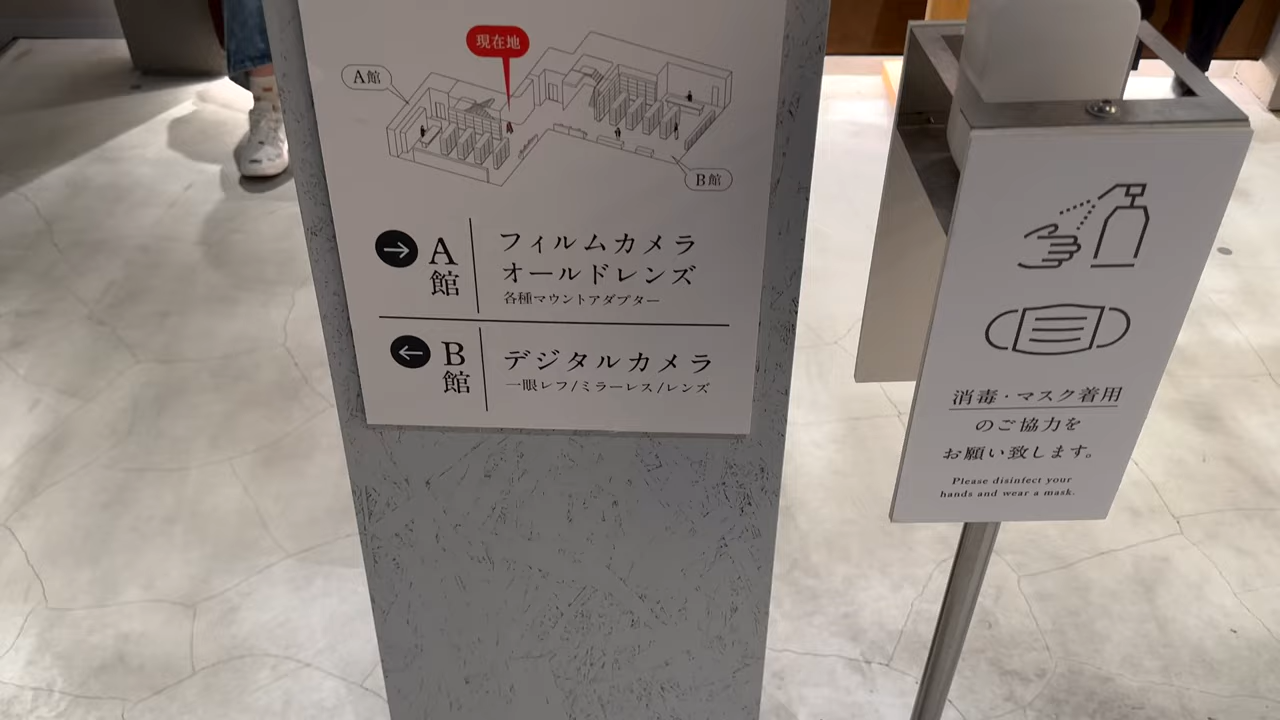 現在地
A館
B館
A館
フィルムカメラ
オールドレンズ
各種マウントアダプター
B館
デジタルカメラ
一眼レフ/ミラーレス/レンズ
消毒・マスク着用
のご協力を
お願い致します。
Please disinfect your
hands and wear a mask.